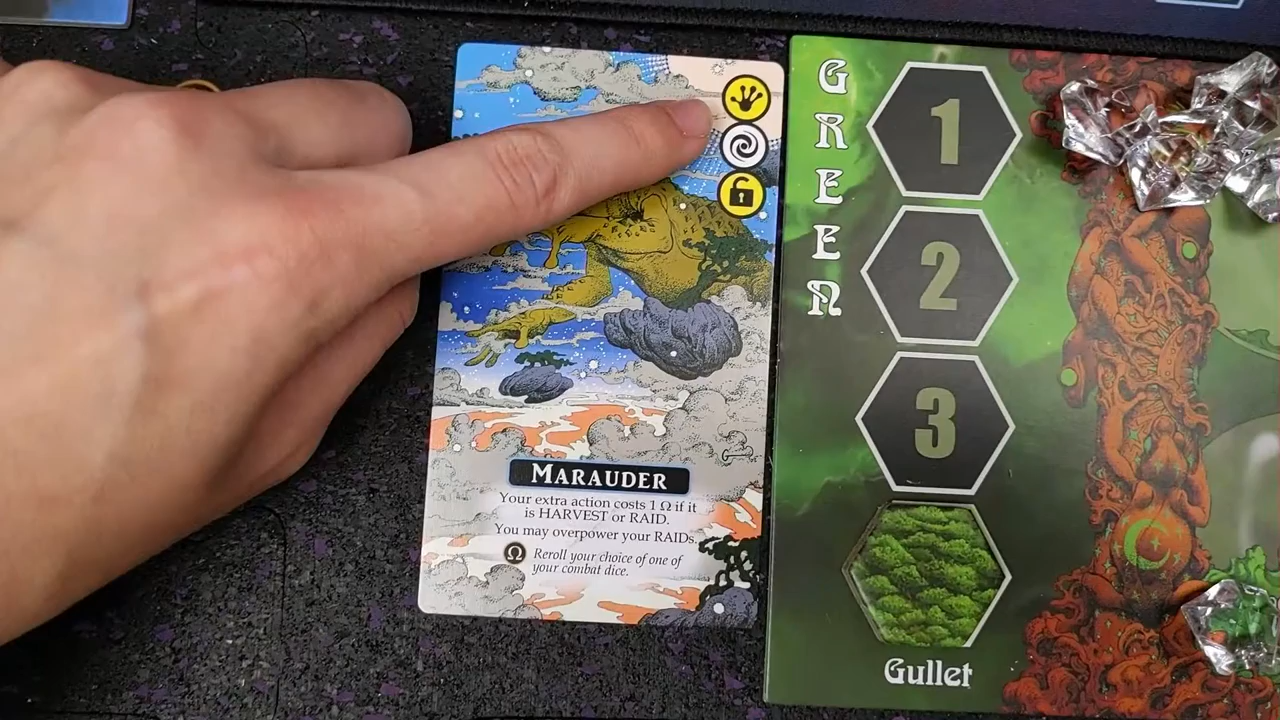 MARAUDER
Your extra action costs 1 Ω if it
is HARVEST or RAID.
You may overpower your RAIDs.
Ω Reroll your choice of one of
your combat dice.
GREEN
1
2
3
Gullet